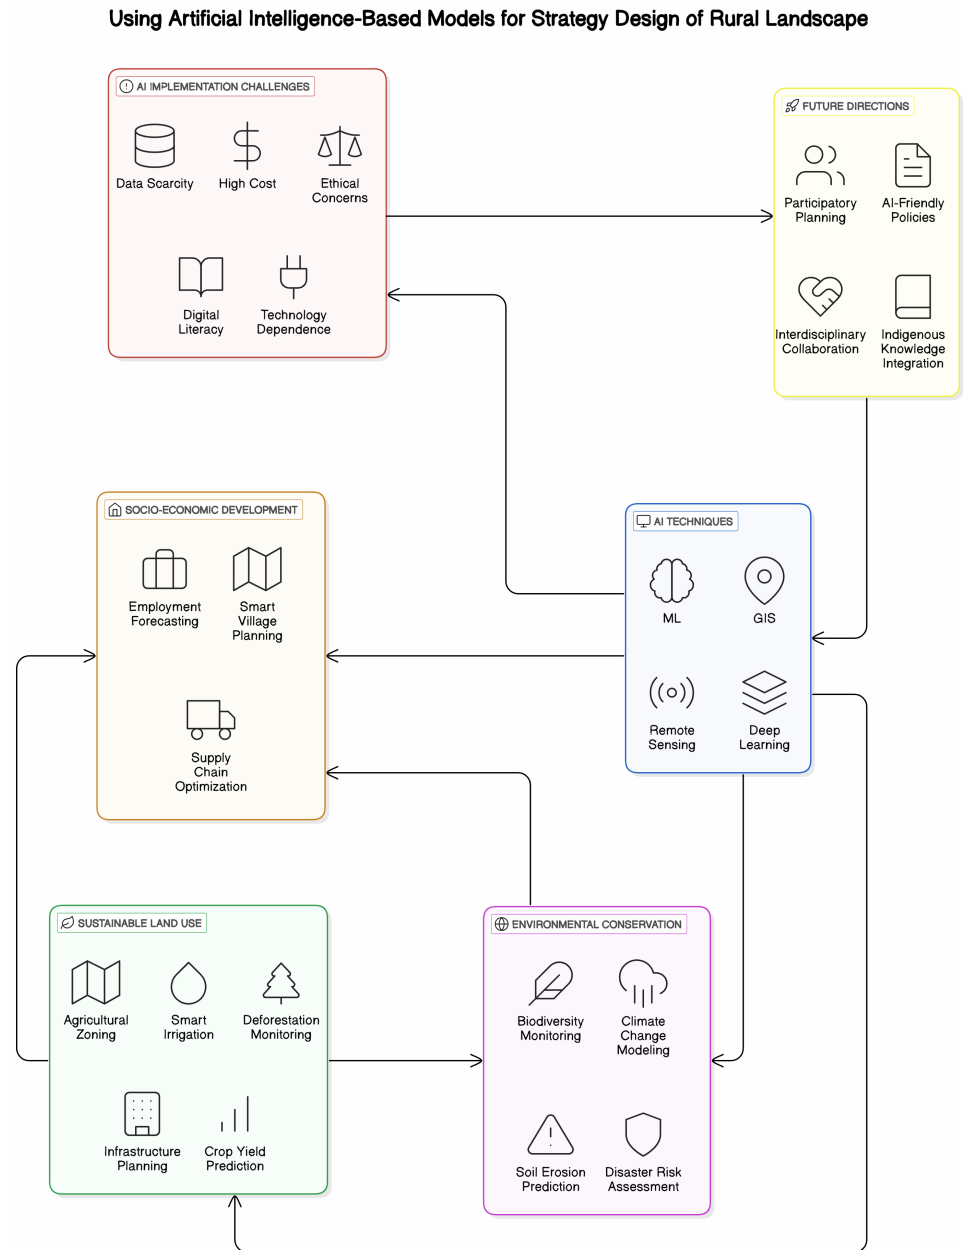 Using Artificial Intelligence-Based Models for Strategy Design of Rural Landscape
AI IMPLEMENTATION CHALLENGES
Data Scarcity
High Cost
Ethical
Concerns
Digital
Literacy
Technology
Dependence
FUTURE DIRECTIONS
Participatory
Planning
AI-Friendly
Policies
Interdisciplinary
Collaboration
Indigenous
Knowledge
Integration
SOCIO-ECONOMIC DEVELOPMENT
Employment
Forecasting
Smart
Village
Planning
Supply
Chain
Optimization
AI TECHNIQUES
ML
GIS
Remote
Sensing
Deep
Learning
SUSTAINABLE LAND USE
Agricultural
Zoning
Smart
Irrigation
Deforestation
Monitoring
Infrastructure
Planning
Crop Yield
Prediction
ENVIRONMENTAL CONSERVATION
Biodiversity
Monitoring
Climate
Change
Modeling
Soil Erosion
Prediction
Disaster Risk
Assessment